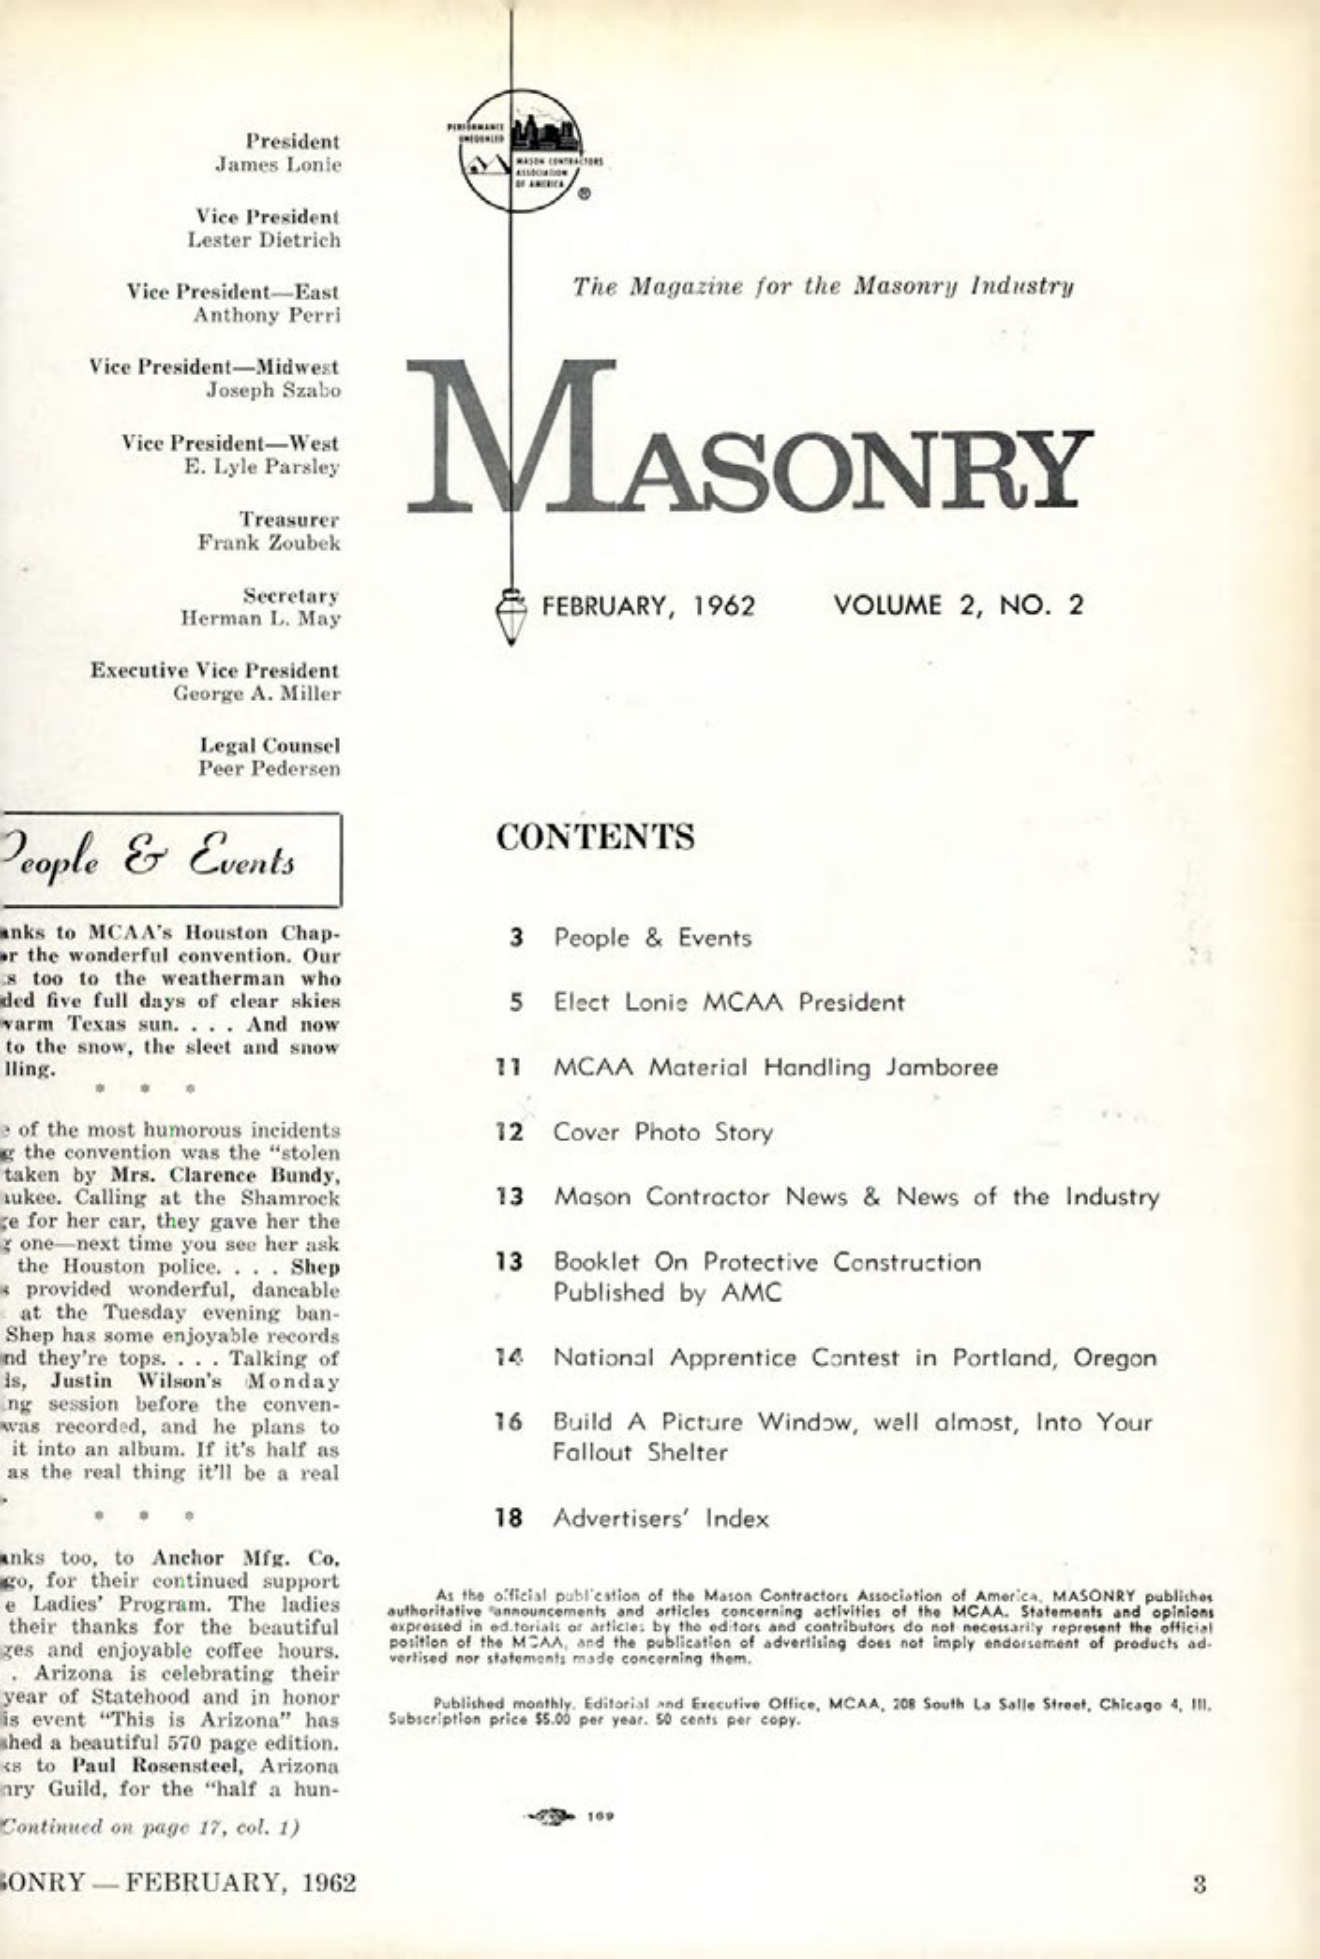 President
James Lonie
Vice President
Lester Dietrich
Vice President—East
Anthony Perri
Vice President—Midwest
Joseph Szabo
Vice President—West
E. Lyle Parsley
Treasurer
Frank Zoubek
Secretary
Herman L. May
Executive Vice President
George A. Miller
Legal Counsel
Peer Pedersen
People & Events
to MCAA's Houston Chap-
the wonderful convention. Our
too to the weatherman who
five full days of clear skies
Texas sun. . . . And now
to the snow, the sleet and snow
* * *
of the most humorous incidents
the convention was the "stolen
taken by Mrs. Clarence Bundy,
Calling at the Shamrock
for her car, they gave her the
one—next time you see her ask
the Houston police. . . . Shep
provided wonderful, danceable
at the Tuesday evening ban-
Shep has some enjoyable records
they're tops. . . . Talking of
Justin Wilson's Monday
session before the conven-
was recorded, and he plans to
it into an album. If it's half as
as the real thing it'll be a real
* * *
too, to Anchor Mfg. Co.
for their continued support
Ladies' Program. The ladies
their thanks for the beautiful
and enjoyable coffee hours.
. Arizona is celebrating their
year of Statehood and in honor
event "This is Arizona" has
a beautiful 570 page edition.
to Paul Rosensteel, Arizona
Guild, for the "half a hun-
Continued on page 17, col. 1)
PERFORMANCE
UNEQUALED
MASON CONTRACTORS
ASSOCIATION
OF AMERICA
®
The Magazine for the Masonry Industry
MASONRY
FEBRUARY, 1962 VOLUME 2, NO. 2
CONTENTS
3 People & Events
5 Elect Lonie MCAA President
11 MCAA Material Handling Jamboree
12 Cover Photo Story
13 Mason Contractor News & News of the Industry
13 Booklet On Protective Construction
Published by AMC
14 National Apprentice Contest in Portland, Oregon
16 Build A Picture Window, well almost, Into Your
Fallout Shelter
18 Advertisers' Index
As the official publication of the Mason Contractors Association of America, MASONRY publishes
authoritative announcements and articles concerning activities of the MCAA. Statements and opinions
expressed in editorials or articles by the editors and contributors do not necessarily represent the official
position of the MCAA, and the publication of advertising does not imply endorsement of products ad-
vertised nor statements made concerning them.
Published monthly. Editorial and Executive Office, MCAA, 208 South La Salle Street, Chicago 4, Ill.
Subscription price $5.00 per year. 50 cents per copy.
169
SONRY — FEBRUARY, 1962
3